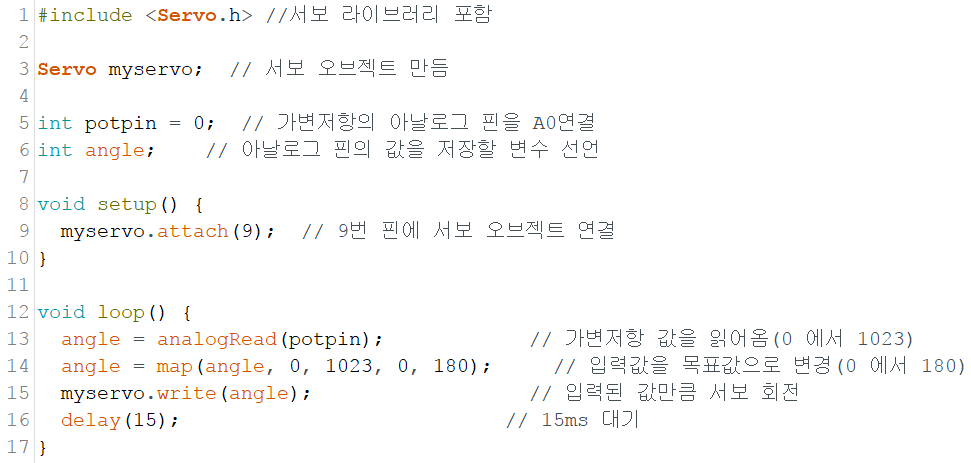 1 #include <Servo.h> //서보 라이브러리 포함
2
3 Servo myservo;  // 서보 오브젝트 만듬
4
5 int potpin = 0;  // 가변저항의 아날로그 핀을 A0연결
6 int angle;    // 아날로그 핀의 값을 저장할 변수 선언
7
8 void setup() {
9   myservo.attach(9);  // 9번 핀에 서보 오브젝트 연결
10 }
11
12 void loop() {
13   angle = analogRead(potpin);            // 가변저항 값을 읽어옴(0 에서 1023)
14   angle = map(angle, 0, 1023, 0, 180);     // 입력값을 목표값으로 변경(0 에서 180)
15   myservo.write(angle);                  // 입력된 값만큼 서보 회전
16   delay(15);                           // 15ms 대기
17 }